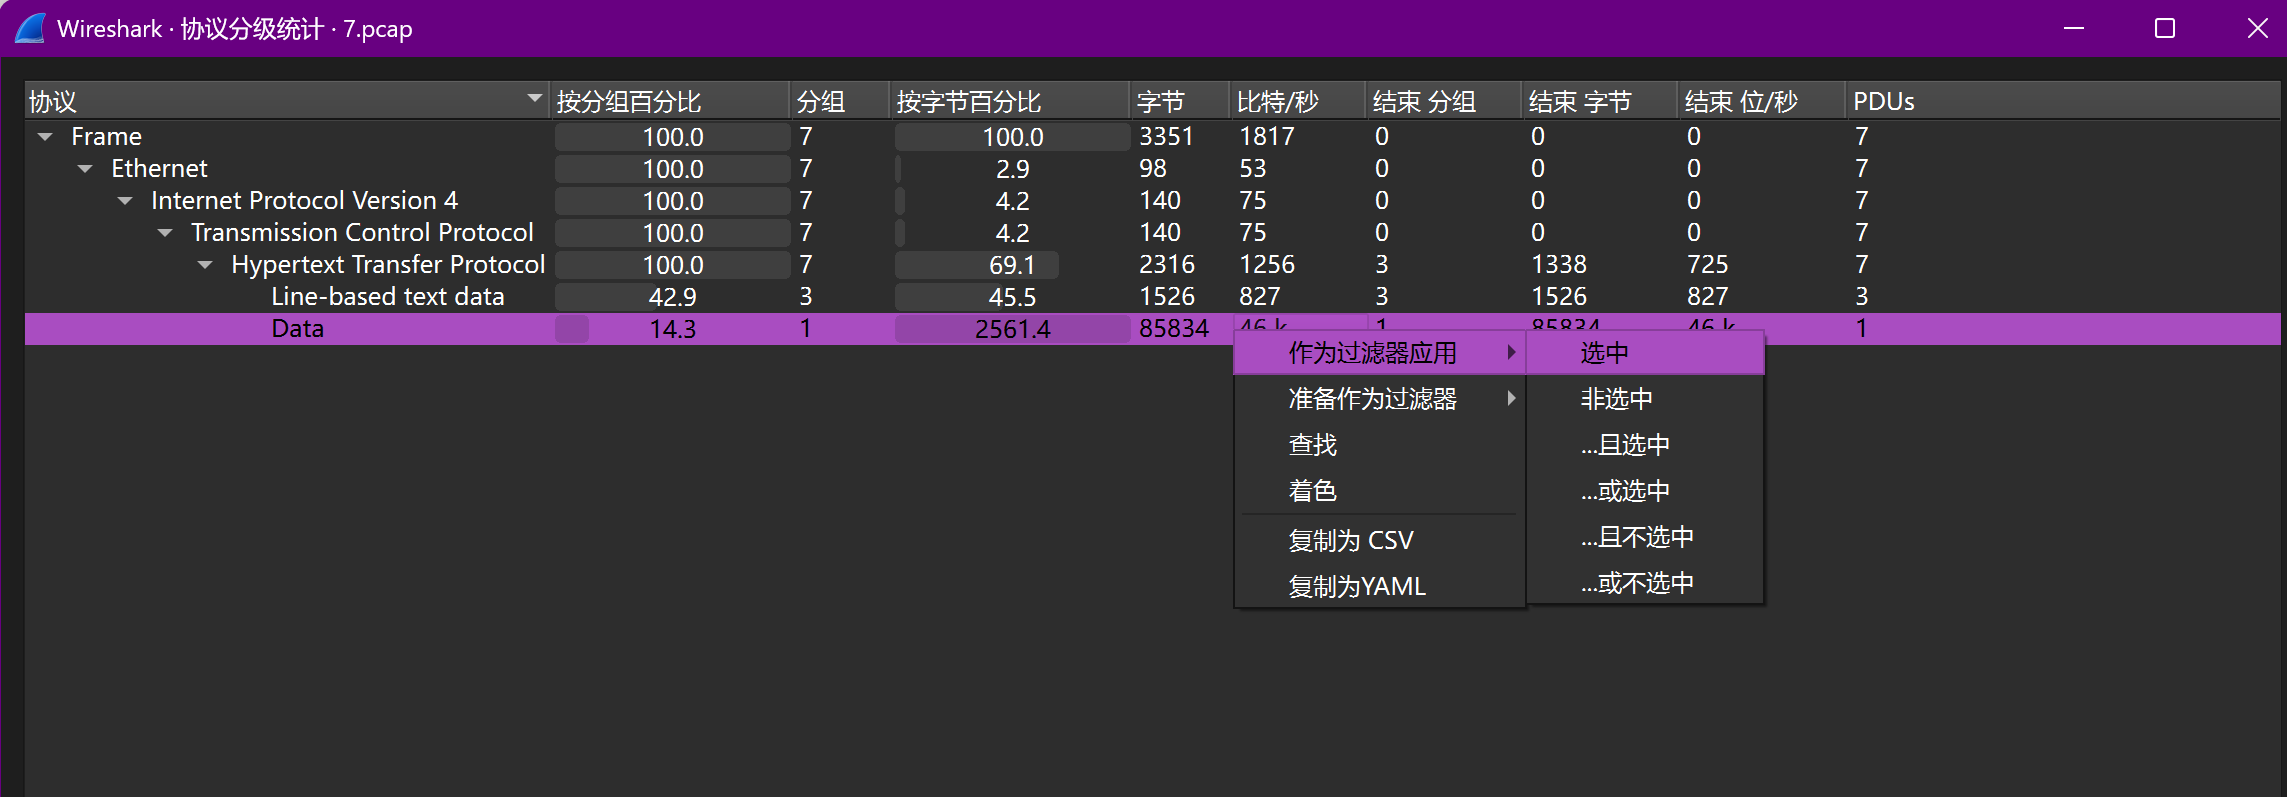 Wireshark · 协议分级统计 · 7.pcap
协议 按分组百分比 分组 按字节百分比 字节 比特/秒 结束 分组 结束 字节 结束 位/秒 PDUs
Frame 100.0 7 100.0 3351 1817 0 0 0 7
Ethernet 100.0 7 2.9 98 53 0 0 0 7
Internet Protocol Version 4 100.0 7 4.2 140 75 0 0 0 7
Transmission Control Protocol 100.0 7 4.2 140 75 0 0 0 7
Hypertext Transfer Protocol 100.0 7 69.1 2316 1256 3 1338 725 7
Line-based text data 42.9 3 45.5 1526 827 3 1526 827 3
Data 14.3 1 2561.4 85834 46 k 1 85834 46 k 1
作为过滤器应用 选中
准备作为过滤器 非选中
查找 ...且选中
着色 ...或选中
复制为 CSV ...且不选中
复制为YAML ...或不选中